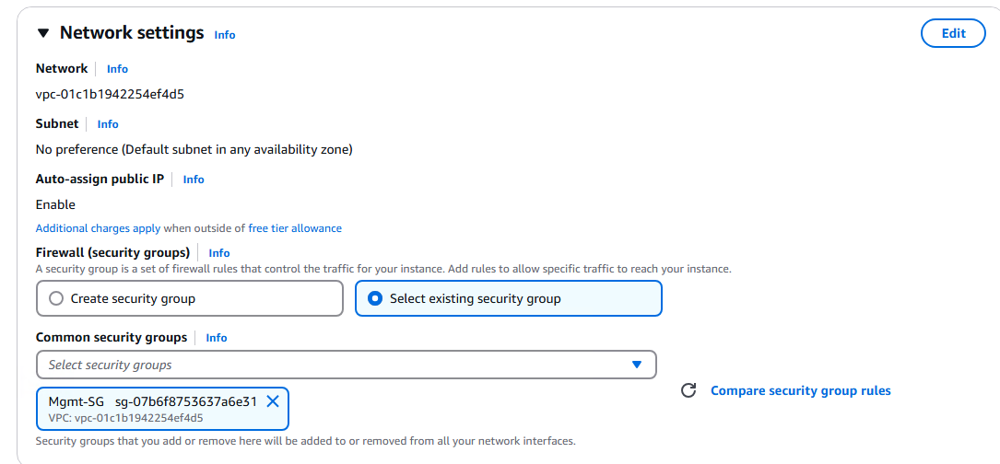 Network settings Info
Edit
Network Info
vpc-01c1b1942254ef4d5
Subnet Info
No preference (Default subnet in any availability zone)
Auto-assign public IP Info
Enable
Additional charges apply when outside of free tier allowance
Firewall (security groups) Info
A security group is a set of firewall rules that control the traffic for your instance. Add rules to allow specific traffic to reach your instance.
Create security group
Select existing security group
Common security groups Info
Select security groups
Mgmt-SG sg-07b6f8753637a6e31
VPC: vpc-01c1b1942254ef4d5
Compare security group rules
Security groups that you add or remove here will be added to or removed from all your network interfaces.